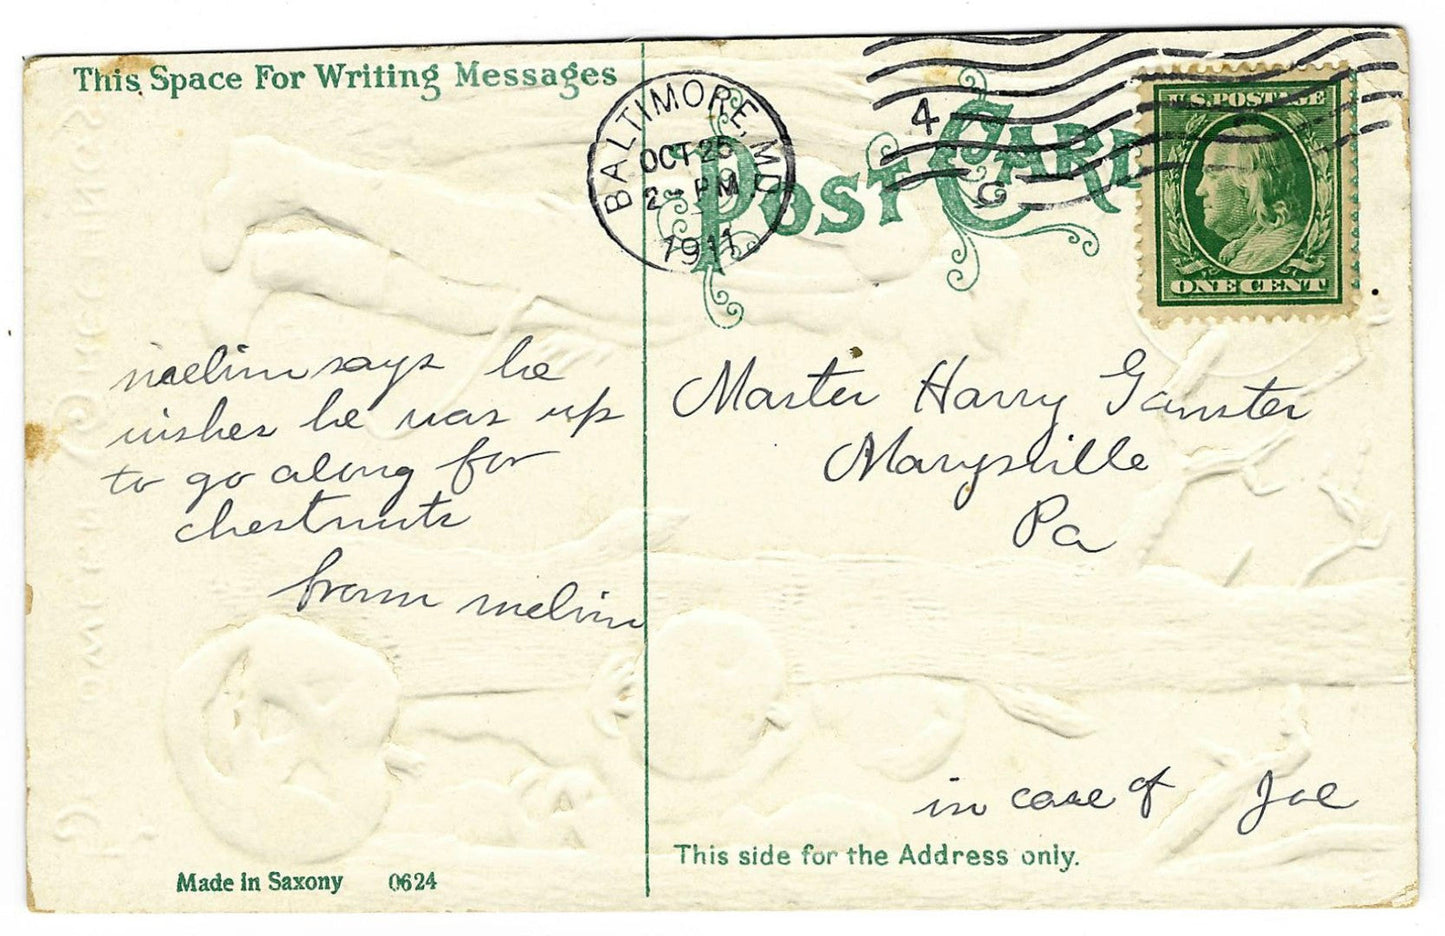 This Space For Writing Messages
BALTIMORE, MD.
OCT 25
2 - PM
1911
4
POST CARD
U.S. POSTAGE
ONE CENT
melvin says he
wishes he was up
to go along for
chestnuts
from melvin
Master Harry Ganster
Marysville
Pa
in care of Joe
This side for the Address only.
Made in Saxony 0624